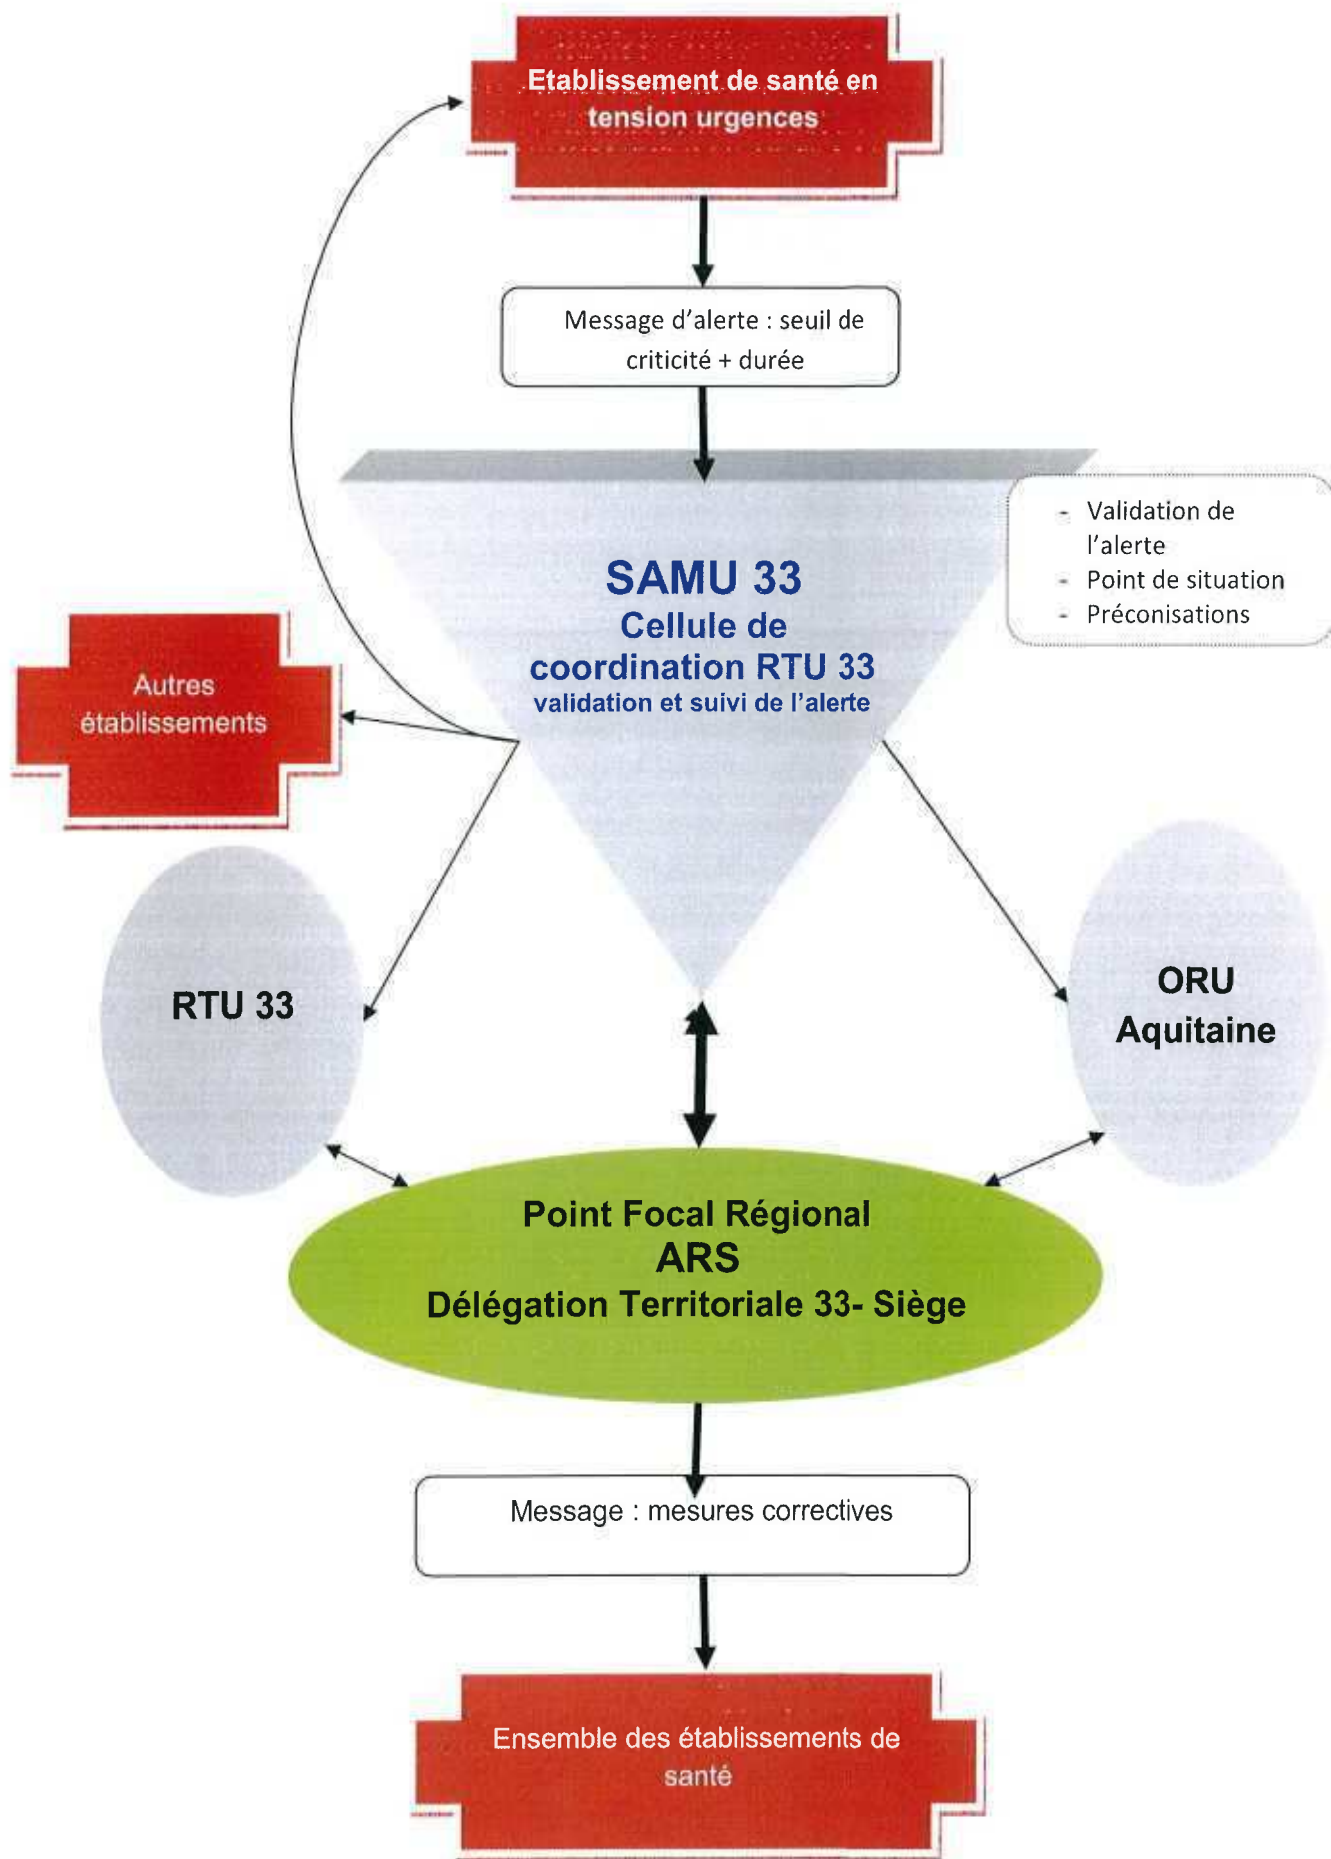 Etablissement de santé en
tension urgences
Message d'alerte : seuil de
criticité + durée
- Validation de
l'alerte
- Point de situation
- Préconisations
SAMU 33
Cellule de
coordination RTU 33
validation et suivi de l'alerte
Autres
établissements
RTU 33
ORU
Aquitaine
Point Focal Régional
ARS
Délégation Territoriale 33- Siège
Message : mesures correctives
Ensemble des établissements de
santé